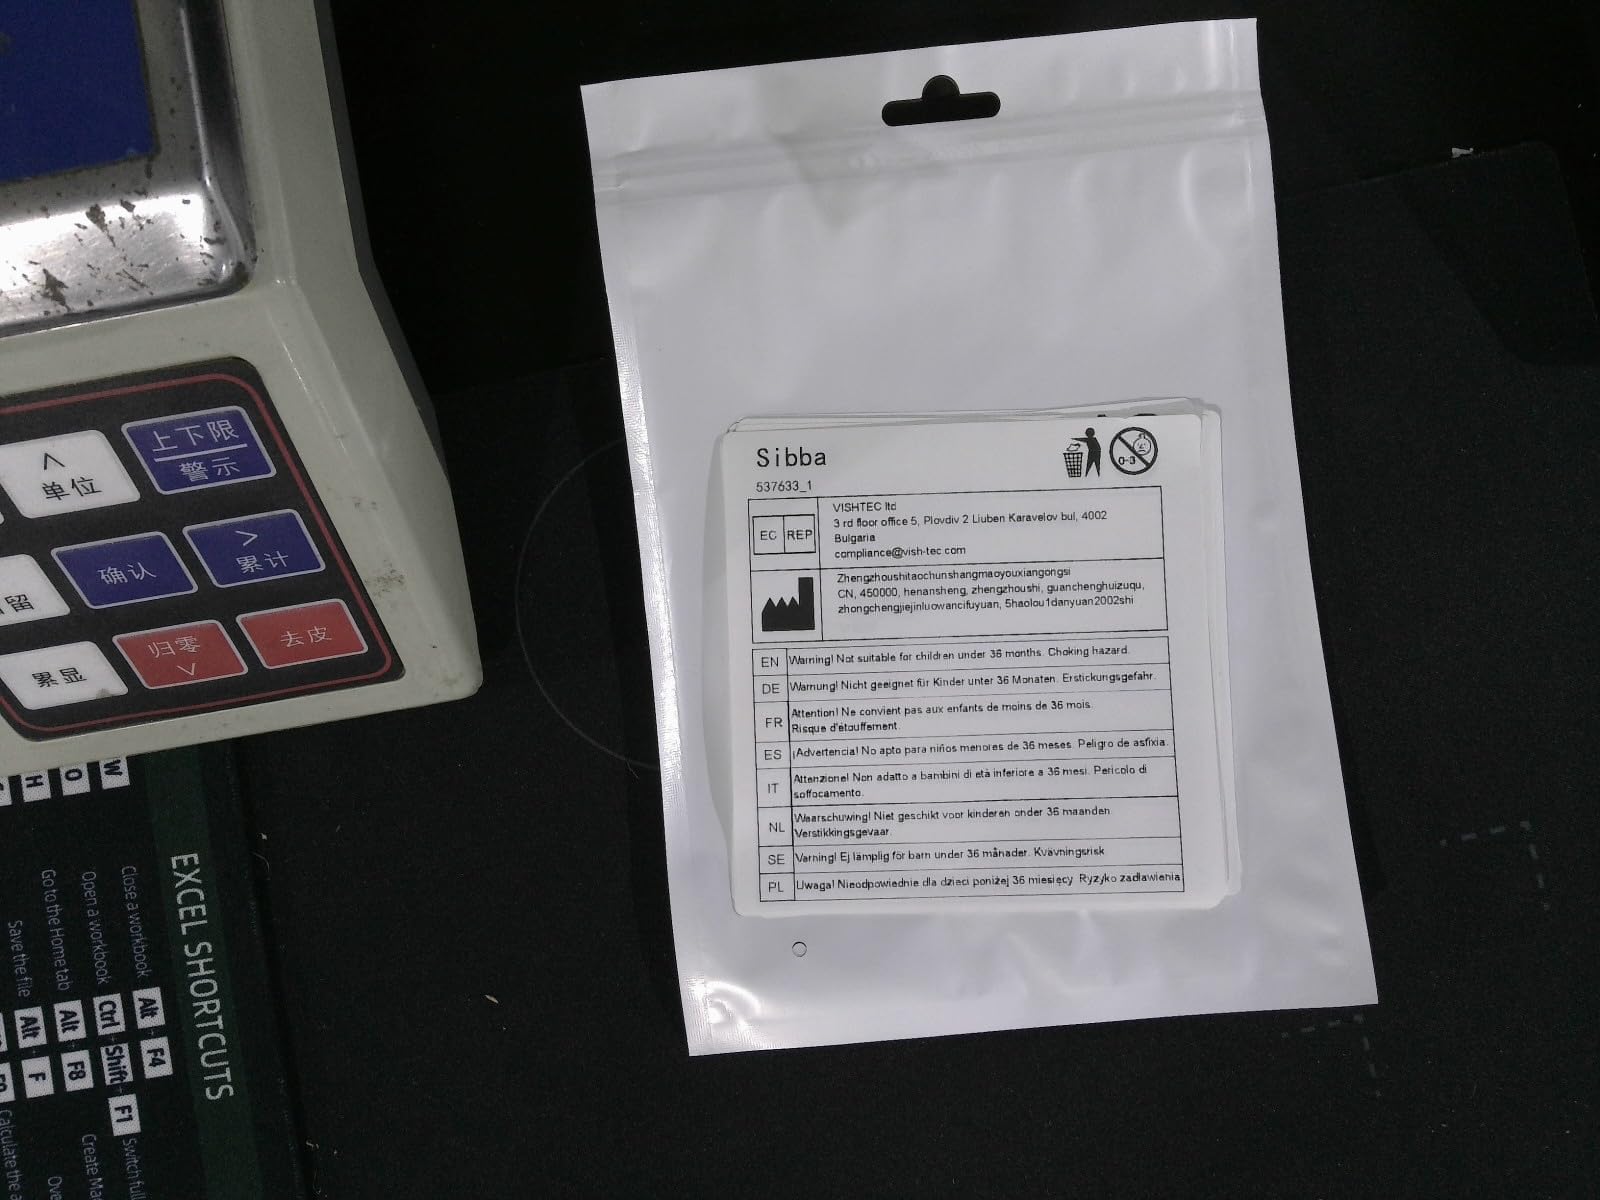 Sibba
537633_1
0-3
EC REP
VISHTEC ltd
3 rd floor office 5, Plovdiv 2 Liuben Karavelov bul, 4002
Bulgaria
compliance@vish-tec.com
Zhengzhoushitaochunshangmaoyouxiangongsi
CN, 450000, henansheng, zhengzhoushi, guanchenghuizuqu,
zhongchengjiejinluowancifuyuan, 5haolou1danyuan2002shi
EN Warning! Not suitable for children under 36 months. Choking hazard.
DE Warnung! Nicht geeignet für Kinder unter 36 Monaten. Erstickungsgefahr.
FR Attention! Ne convient pas aux enfants de moins de 36 mois.
Risque d'étouffement.
ES ¡Advertencia! No apto para niños menores de 36 meses. Peligro de asfixia.
IT Attenzione! Non adatto a bambini di età inferiore a 36 mesi. Pericolo di
soffocamento.
NL Waarschuwing! Niet geschikt voor kinderen onder 36 maanden.
Verstikkingsgevaar.
SE Varning! Ej lämplig för barn under 36 månader. Kvävningsrisk
PL Uwaga! Nieodpowiednie dla dzieci poniżej 36 miesięcy Ryzyko zadławienia
上下限
警示
单位
>
累计
确认
留
去皮
归零
累显
EXCEL SHORTCUTS
Close a workbook Alt F4
Open a workbook Ctrl Shift F1 Switch full
Go to the Home tab Alt F8 Create Ma
Save the file Alt F
Calculate the a
W
O
H